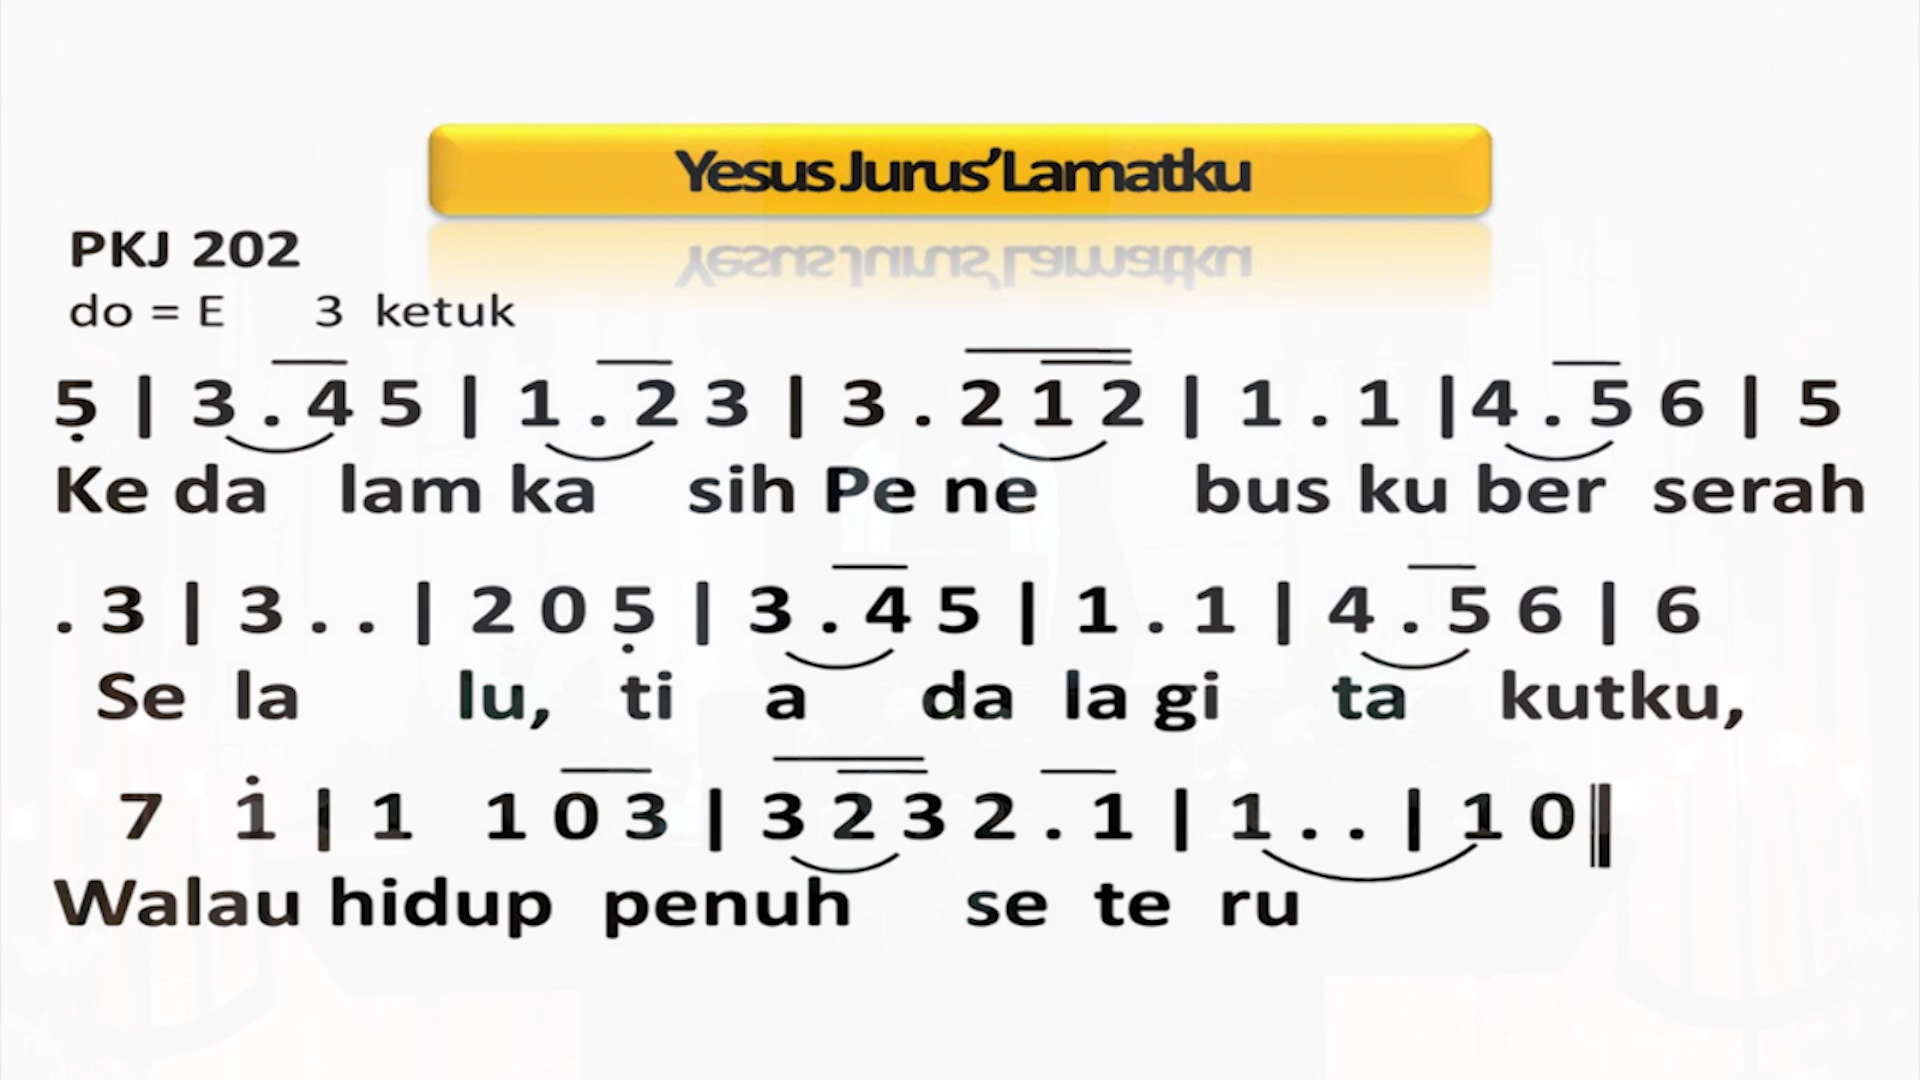 Yesus Jurus’Lamatku
PKJ 202
do = E 3 ketuk
5̣ | 3 . 4 5 | 1 . 2 3 | 3 . 2 1 2 | 1 . 1 | 4 . 5 6 | 5
Ke da lam ka sih Pe ne bus ku ber serah
. 3 | 3 . . | 2 0 5̣ | 3 . 4 5 | 1 . 1 | 4 . 5 6 | 6
Se la lu, ti a da la gi ta kutku,
7 1̇ | 1 1 0 3 | 3 2 3 2 . 1 | 1 . . | 1 0 ||
Walau hidup penuh se te ru